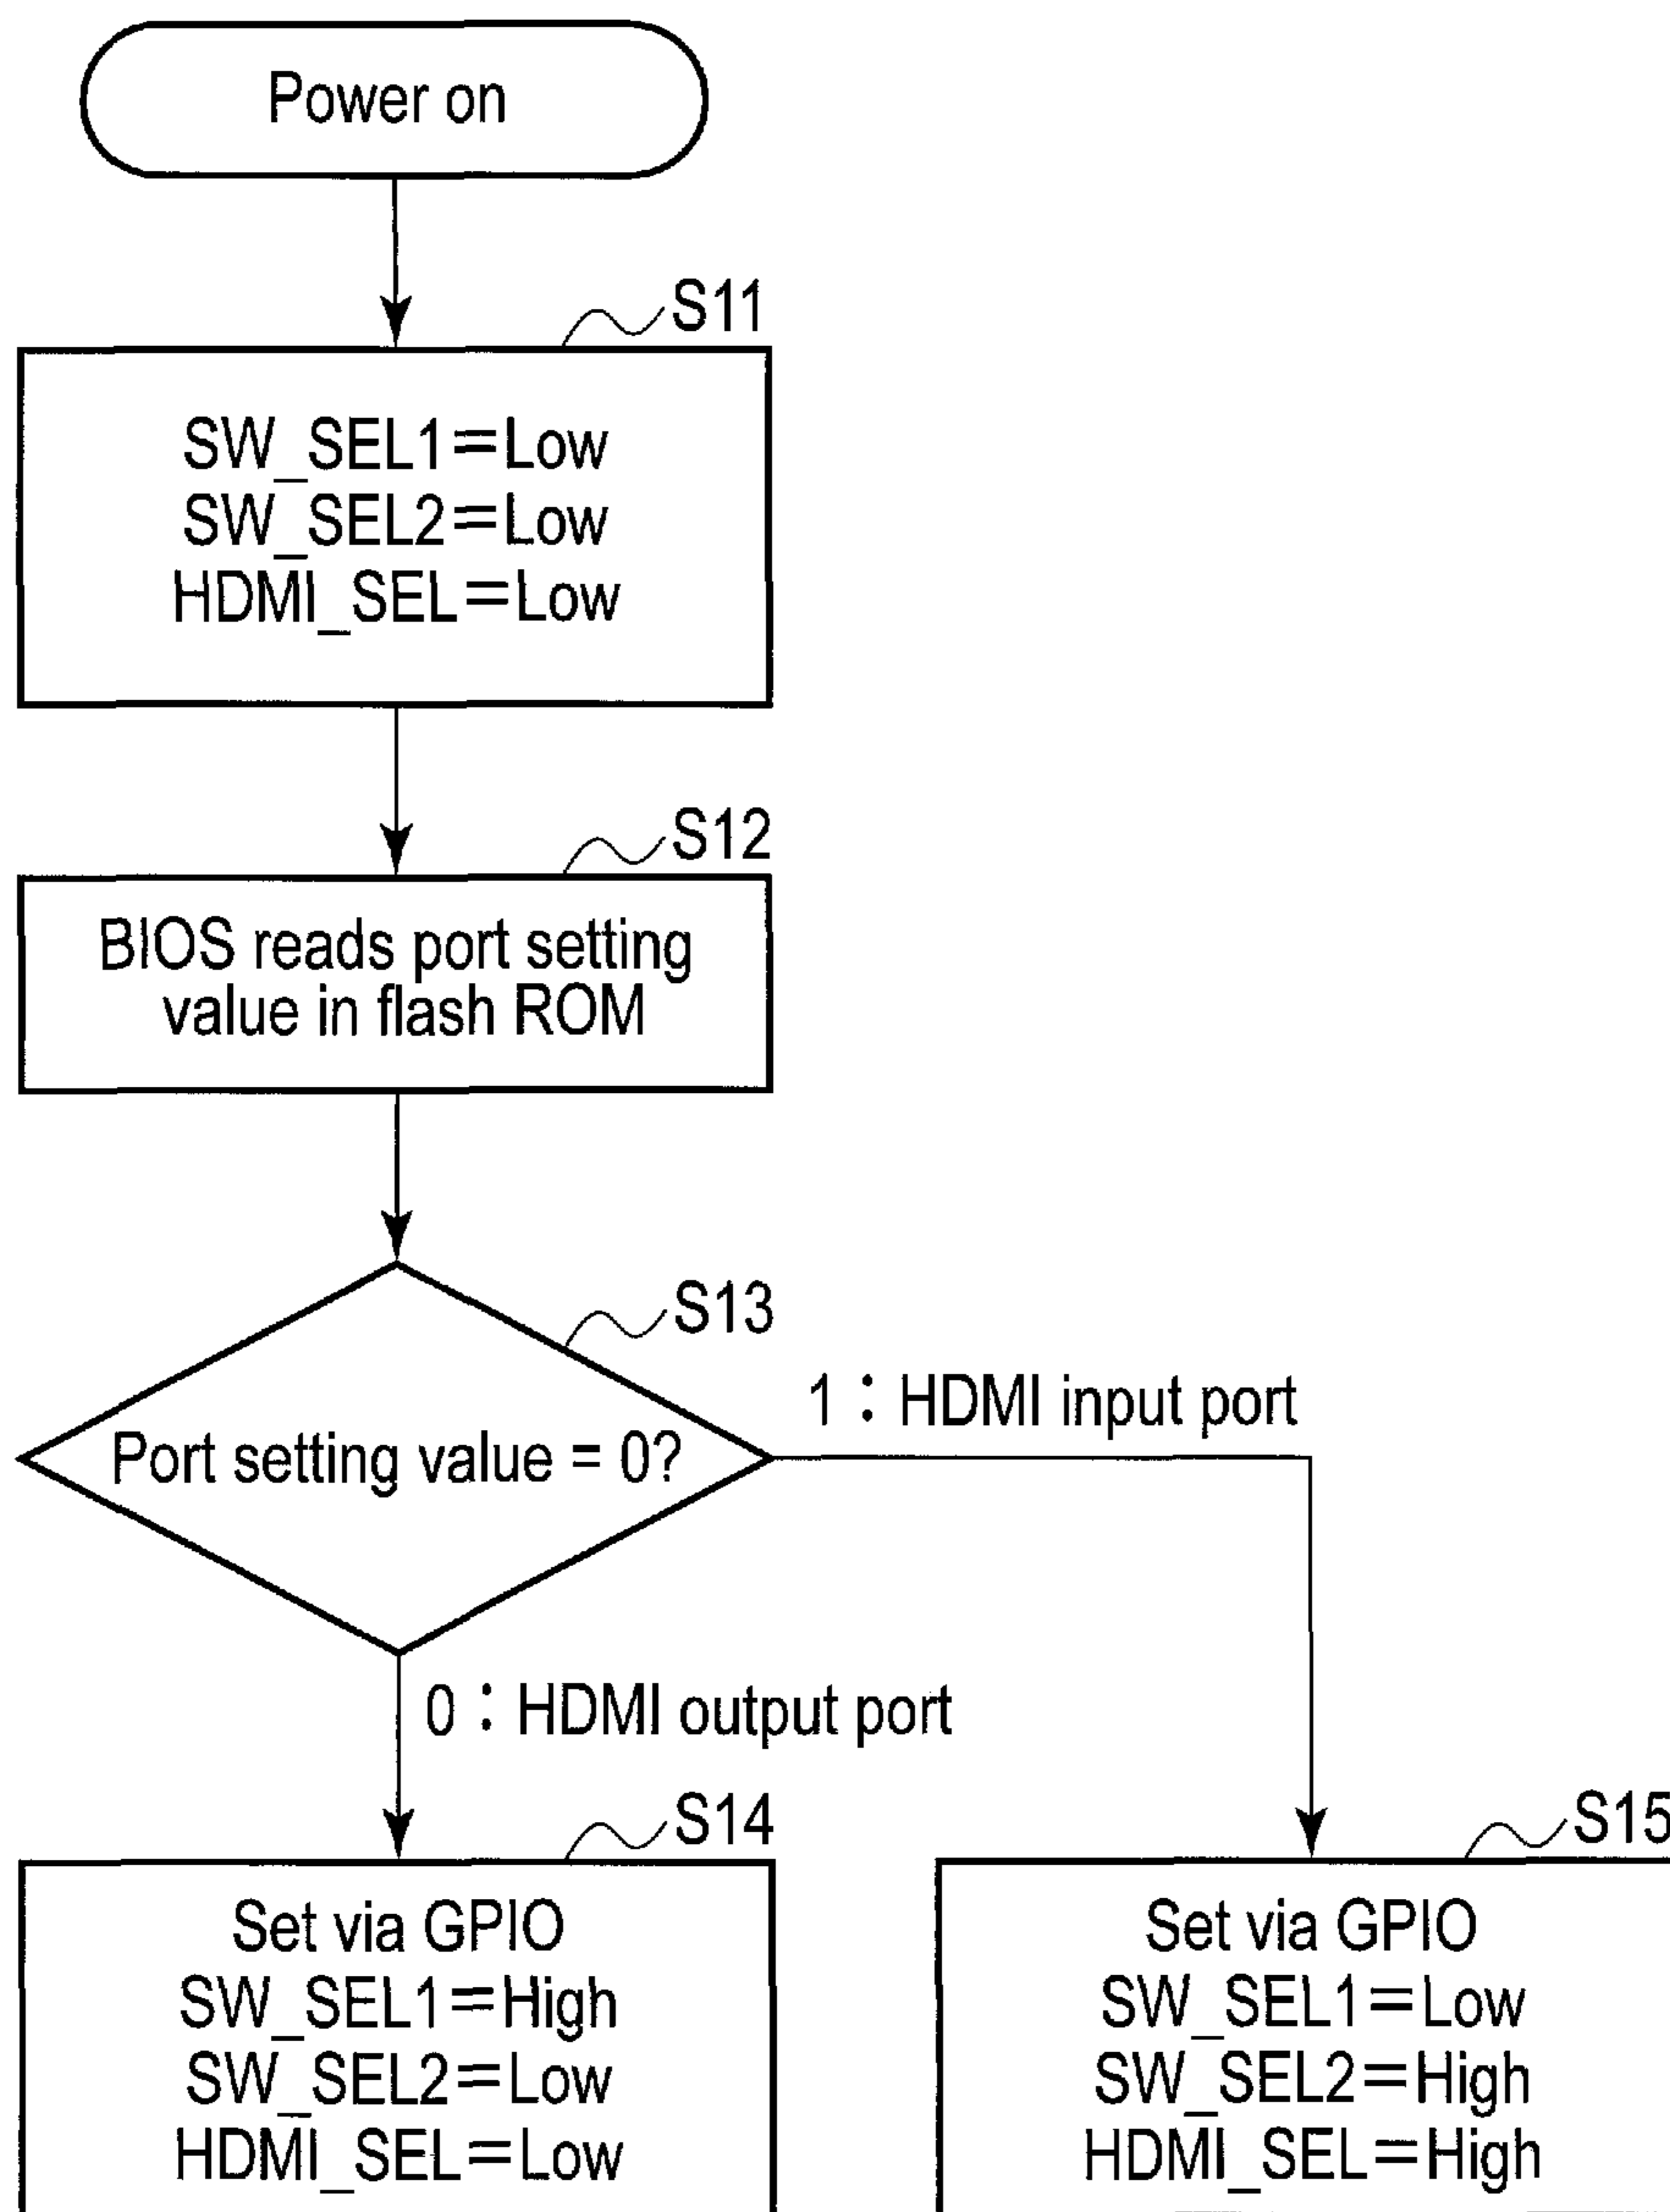 Power on
S11
SW_SEL1=Low
SW_SEL2=Low
HDMI_SEL=Low
S12
BIOS reads port setting
value in flash ROM
S13
Port setting value = 0?
1 : HDMI input port
0 : HDMI output port
S14
Set via GPIO
SW_SEL1=High
SW_SEL2=Low
HDMI_SEL=Low
S15
Set via GPIO
SW_SEL1=Low
SW_SEL2=High
HDMI_SEL=High